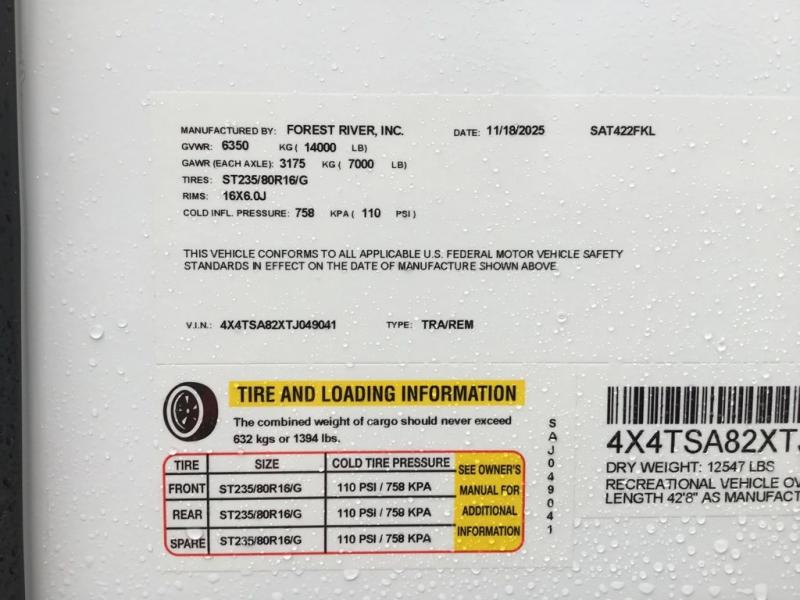 MANUFACTURED BY: FOREST RIVER, INC. DATE: 11/18/2025 SAT422FKL
GVWR: 6350 KG ( 14000 LB)
GAWR (EACH AXLE): 3175 KG ( 7000 LB)
TIRES: ST235/80R16/G
RIMS: 16X6.0J
COLD INFL. PRESSURE: 758 KPA ( 110 PSI )
THIS VEHICLE CONFORMS TO ALL APPLICABLE U.S. FEDERAL MOTOR VEHICLE SAFETY
STANDARDS IN EFFECT ON THE DATE OF MANUFACTURE SHOWN ABOVE.
V.I.N.: 4X4TSA82XTJ049041 TYPE: TRA/REM
TIRE AND LOADING INFORMATION
The combined weight of cargo should never exceed
632 kgs or 1394 lbs.
TIRE SIZE COLD TIRE PRESSURE
FRONT ST235/80R16/G 110 PSI / 758 KPA
REAR ST235/80R16/G 110 PSI / 758 KPA
SPARE ST235/80R16/G 110 PSI / 758 KPA
SEE OWNER'S
MANUAL FOR
ADDITIONAL
INFORMATION
SAJ049041
4X4TSA82XTJ
DRY WEIGHT: 12547 LBS
RECREATIONAL VEHICLE OV
LENGTH 42'8" AS MANUFACT